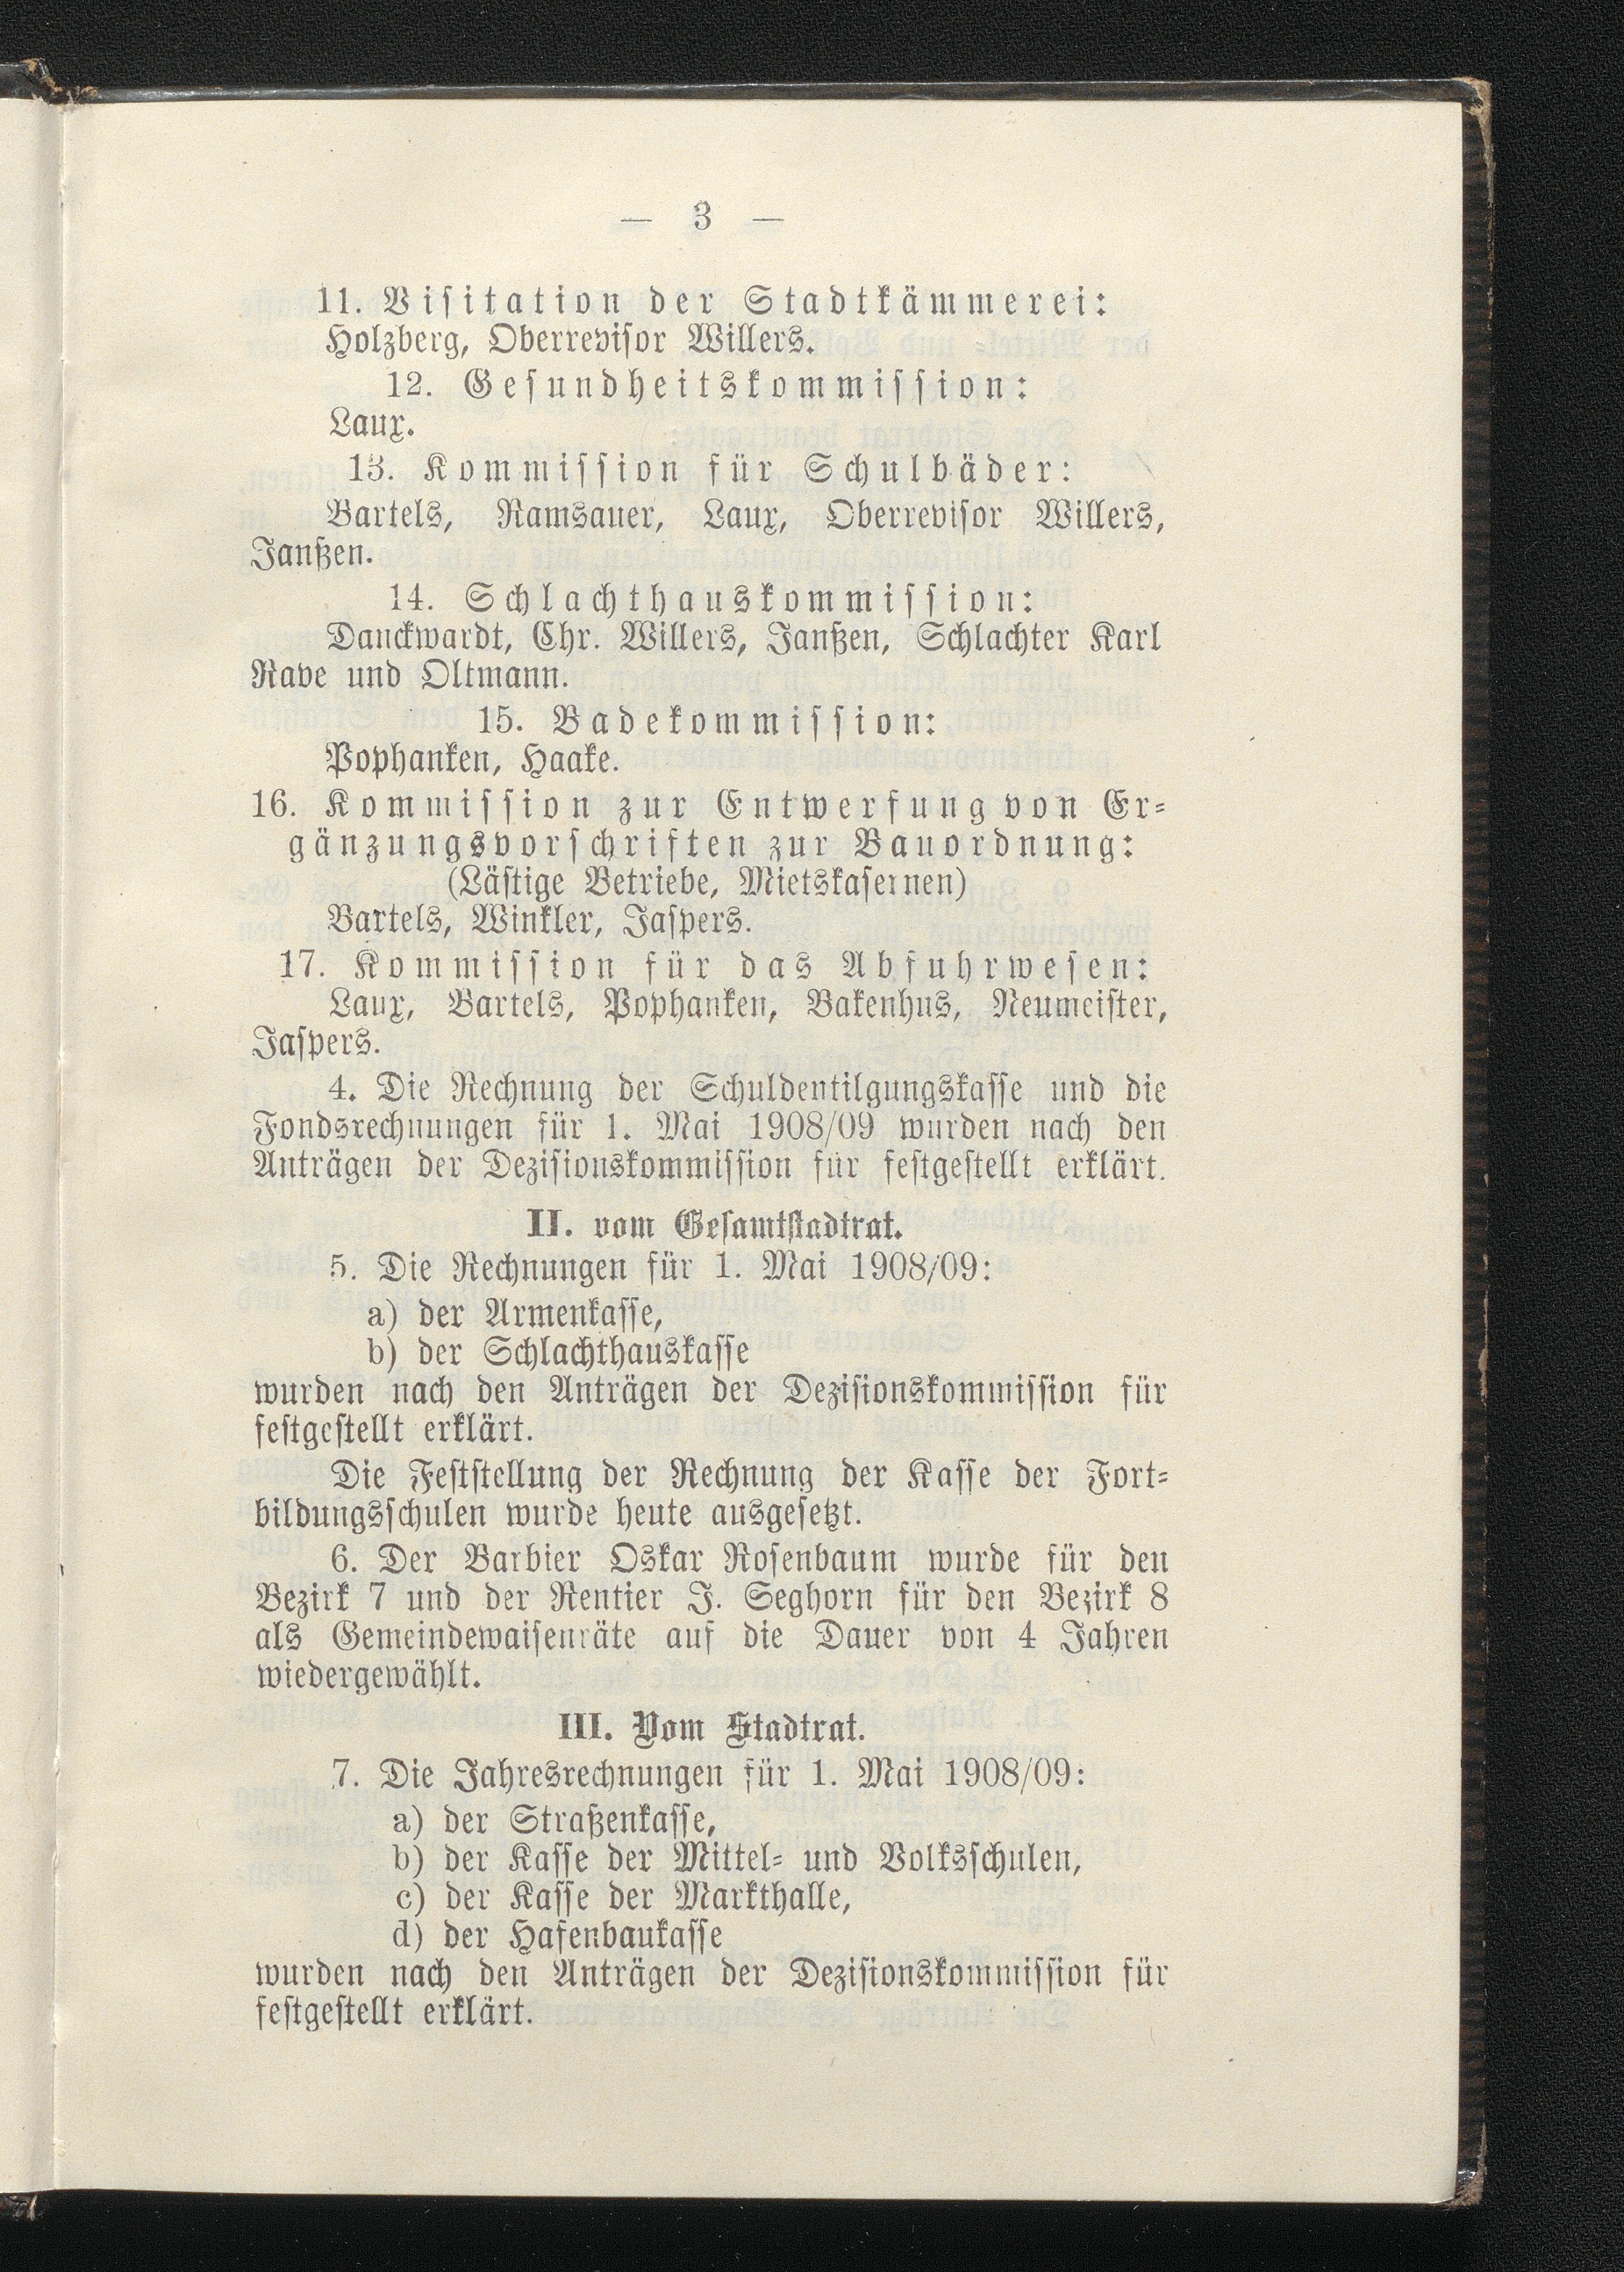 — 3 —
11. Visitation der Stadtkämmerei:
Holzberg, Oberrevisor Willers.
12. Gesundheitskommission:
Laux.
13. Kommission für Schulbäder:
Bartels, Ramsauer, Laux, Oberrevisor Willers,
Janßen.
14. Schlachthauskommission:
Danckwardt, Chr. Willers, Janßen, Schlachter Karl
Rave und Oltmann.
15. Badekommission:
Pophanken, Haake.
16. Kommission zur Entwerfung von Er-
gänzungsvorschriften zur Bauordnung:
(Lästige Betriebe, Mietskasernen)
Bartels, Winkler, Jaspers.
17. Kommission für das Abfuhrwesen:
Laux, Bartels, Pophanken, Bakenhus, Neumeister,
Jaspers.
4. Die Rechnung der Schuldentilgungskasse und die
Fondsrechnungen für 1. Mai 1908/09 wurden nach den
Anträgen der Dezisionskommission für festgestellt erklärt.
II. vom Gesamtstadtrat.
5. Die Rechnungen für 1. Mai 1908/09:
a) der Armenkasse,
b) der Schlachthauskasse
wurden nach den Anträgen der Dezisionskommission für
festgestellt erklärt.
Die Feststellung der Rechnung der Kasse der Fort-
bildungsschulen wurde heute ausgesetzt.
6. Der Barbier Oskar Rosenbaum wurde für den
Bezirk 7 und der Rentier J. Seghorn für den Bezirk 8
als Gemeindewaisenräte auf die Dauer von 4 Jahren
wiedergewählt.
III. Vom Stadtrat.
7. Die Jahresrechnungen für 1. Mai 1908/09:
a) der Straßenkasse,
b) der Kasse der Mittel- und Volksschulen,
c) der Kasse der Markthalle,
d) der Hafenbaukasse
wurden nach den Anträgen der Dezisionskommission für
festgestellt erklärt.